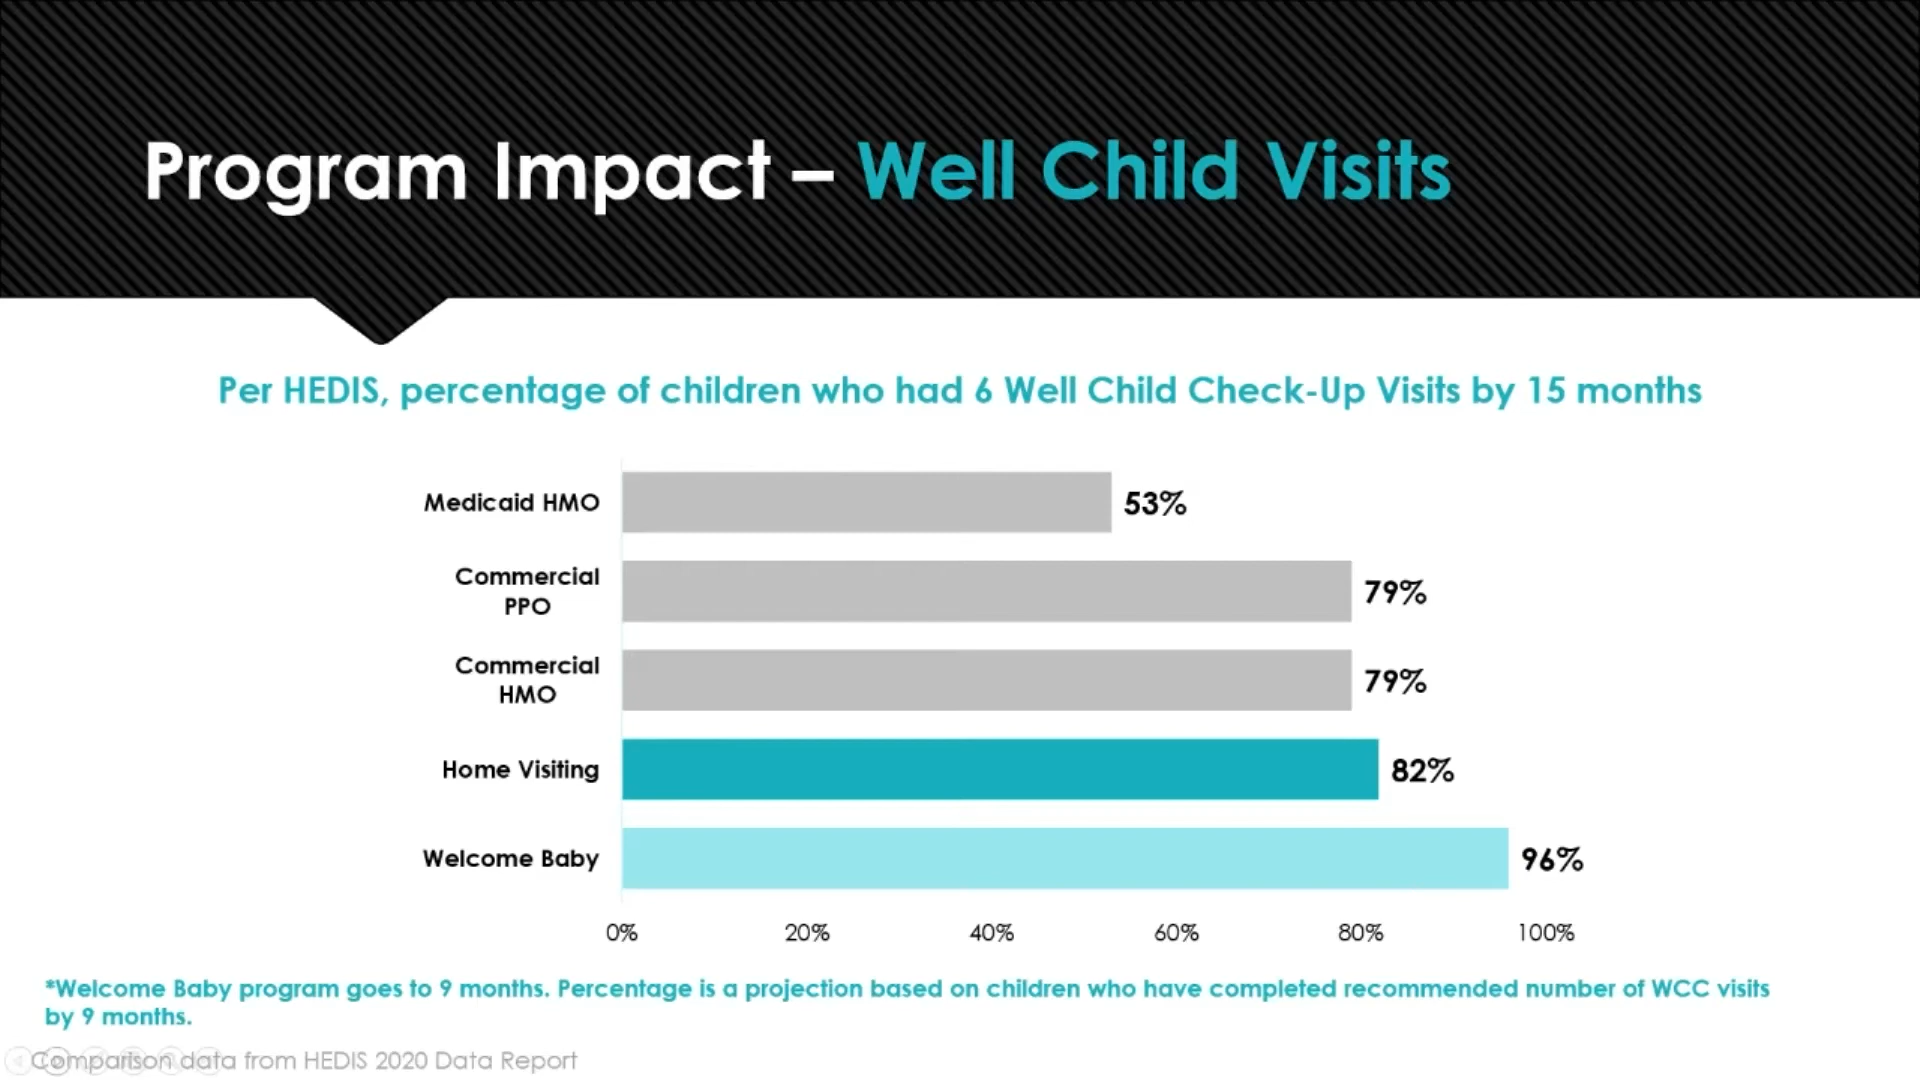 Program Impact – Well Child Visits
Per HEDIS, percentage of children who had 6 Well Child Check-Up Visits by 15 months
Medicaid HMO
53%
Commercial
PPO
79%
Commercial
HMO
79%
Home Visiting
82%
Welcome Baby
96%
0% 20% 40% 60% 80% 100%
*Welcome Baby program goes to 9 months. Percentage is a projection based on children who have completed recommended number of WCC visits
by 9 months.
Comparison data from HEDIS 2020 Data Report